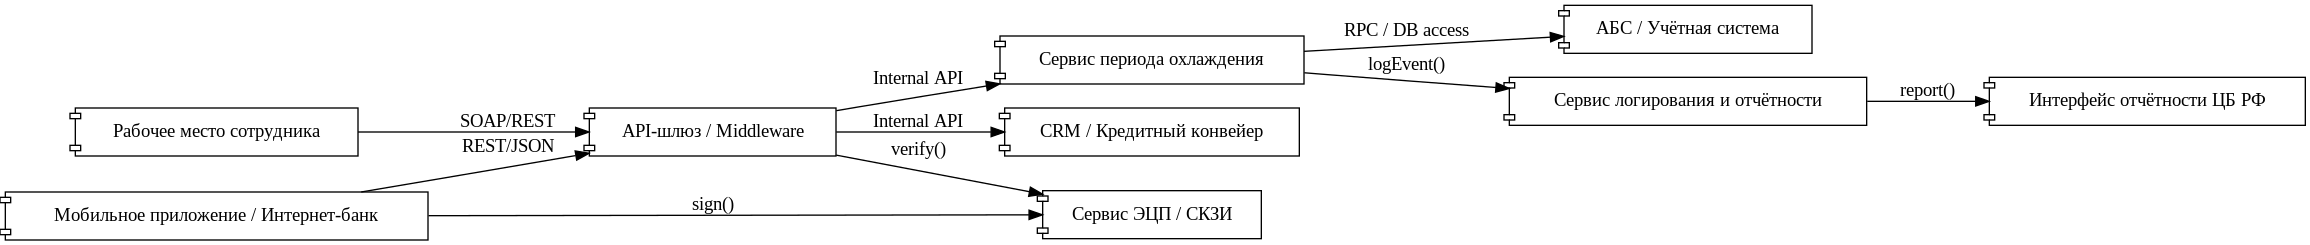 RPC / DB access
АБС / Учётная система
Сервис периода охлаждения
logEvent()
Internal API
Сервис логирования и отчётности
report()
Интерфейс отчётности ЦБ РФ
Рабочее место сотрудника
SOAP/REST
API-шлюз / Middleware
Internal API
CRM / Кредитный конвейер
REST/JSON
verify()
Мобильное приложение / Интернет-банк
sign()
Сервис ЭЦП / СКЗИ